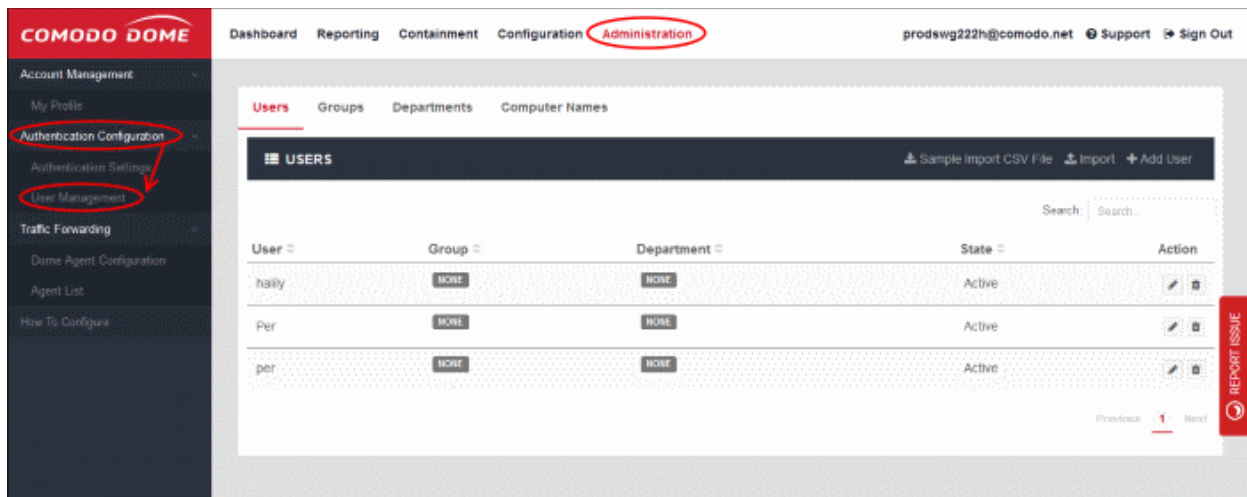 COMODO DOME
Dashboard Reporting Containment Configuration Administration
prodswg222h@comodo.net Support Sign Out
Account Management
My Profile
Authentication Configuration
Authentication Settings
User Management
Traffic Forwarding
Dome Agent Configuration
Agent List
How To Configure
Users Groups Departments Computer Names
USERS
Sample Import CSV File Import Add User
Search: Search...
User Group Department State Action
NONE NONE Active
Per NONE NONE Active
per NONE NONE Active
Previous 1 Next
REPORT ISSUE